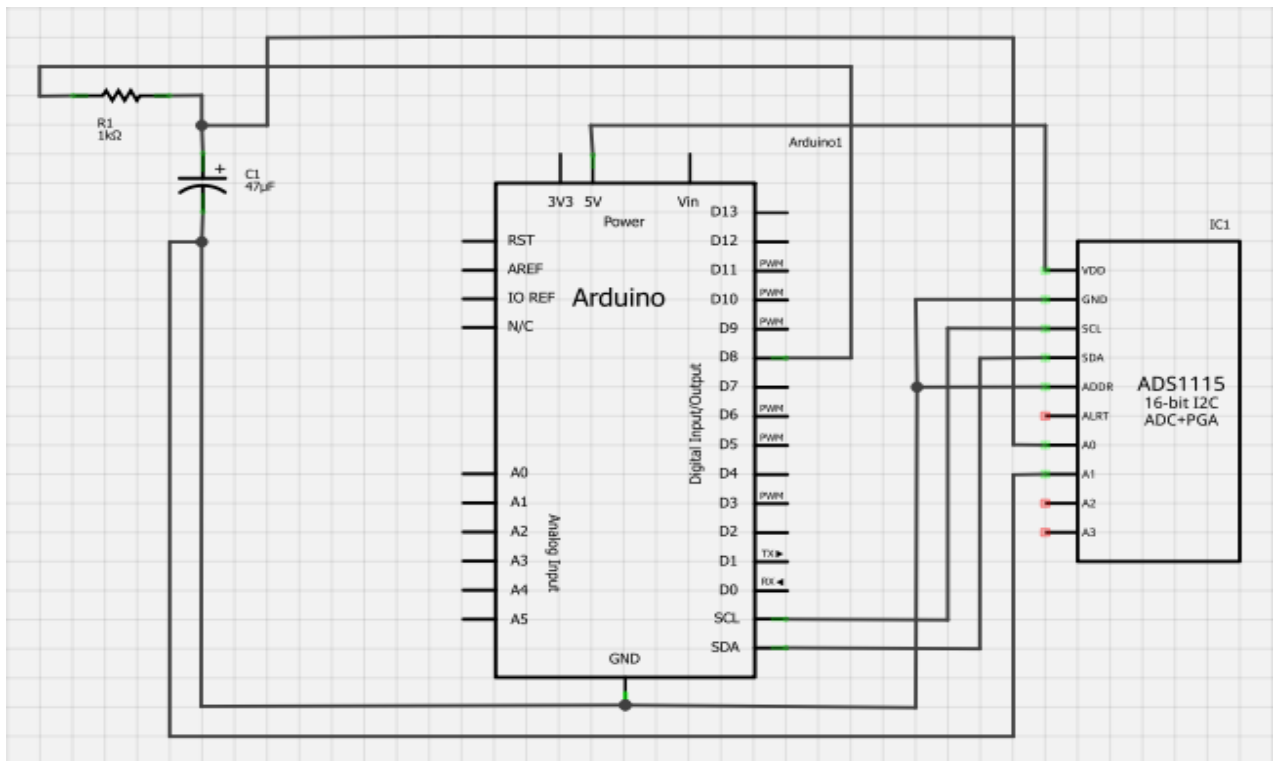 R1
1kΩ
C1
47µF
Arduino1
3V3 5V Vin
Power
RST
AREF
IO REF
N/C
Arduino
A0
A1
A2
A3
A4
A5
Analog Input
D13
D12
D11 PWM
D10 PWM
D9 PWM
D8
D7
D6 PWM
D5 PWM
D4
D3 PWM
D2
D1 TX▶
D0 RX◀
SCL
SDA
Digital Input/Output
GND
IC1
VDD
GND
SCL
SDA
ADDR
ALRT
A0
A1
A2
A3
ADS1115
16-bit I2C
ADC+PGA